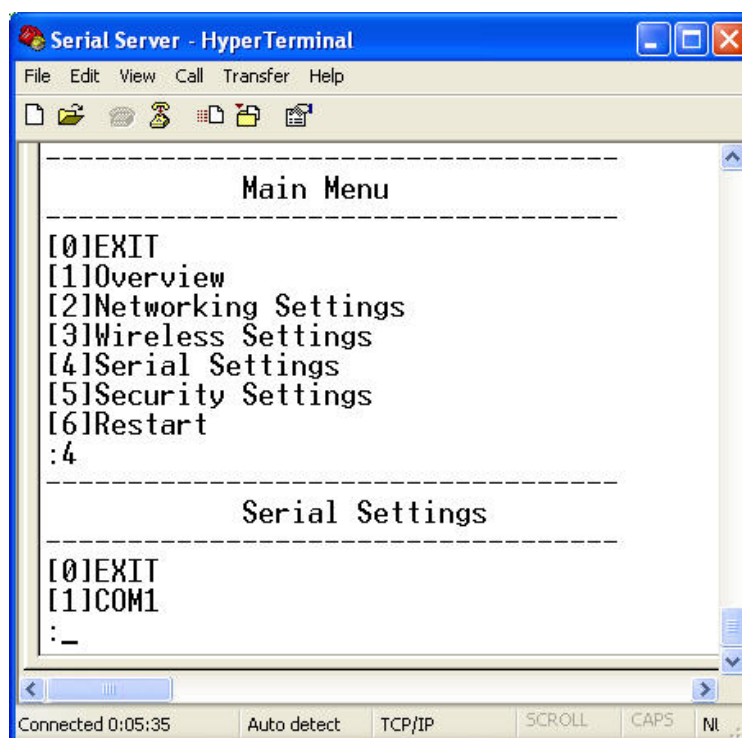 Serial Server - HyperTerminal
File Edit View Call Transfer Help
-----------------------------------
Main Menu
-----------------------------------
[0]EXIT
[1]Overview
[2]Networking Settings
[3]Wireless Settings
[4]Serial Settings
[5]Security Settings
[6]Restart
:4
-----------------------------------
Serial Settings
-----------------------------------
[0]EXIT
[1]COM1
:_
Connected 0:05:35 Auto detect TCP/IP SCROLL CAPS NU